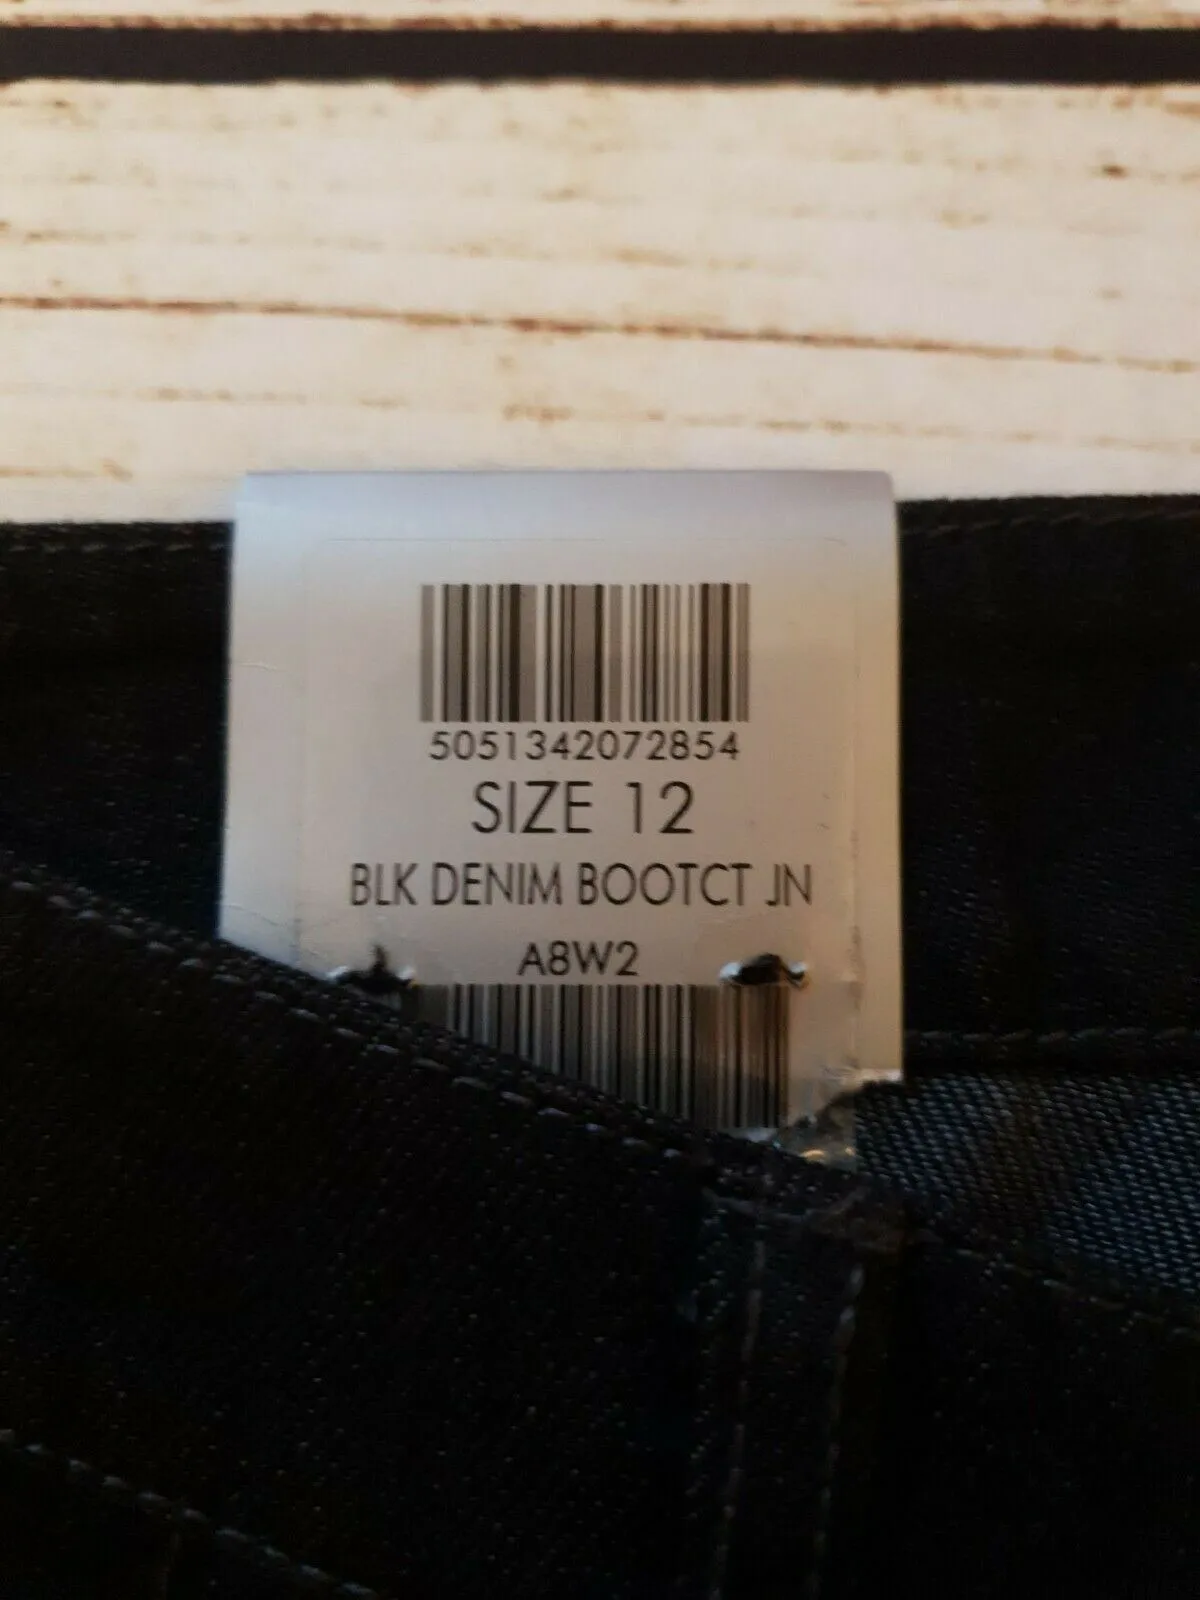 5051342072854
SIZE 12
BLK DENIM BOOTCT JN
A8W2